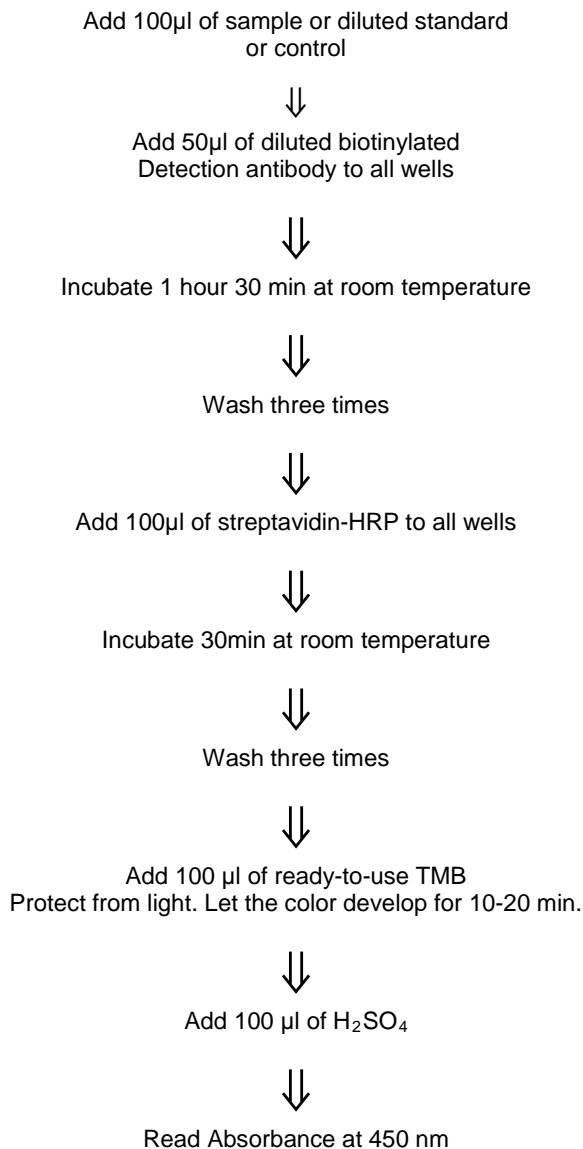 Add 100µl of sample or diluted standard
or control
⇓
Add 50µl of diluted biotinylated
Detection antibody to all wells
⇓
Incubate 1 hour 30 min at room temperature
⇓
Wash three times
⇓
Add 100µl of streptavidin-HRP to all wells
⇓
Incubate 30min at room temperature
⇓
Wash three times
⇓
Add 100 µl of ready-to-use TMB
Protect from light. Let the color develop for 10-20 min.
⇓
Add 100 µl of H₂SO₄
⇓
Read Absorbance at 450 nm